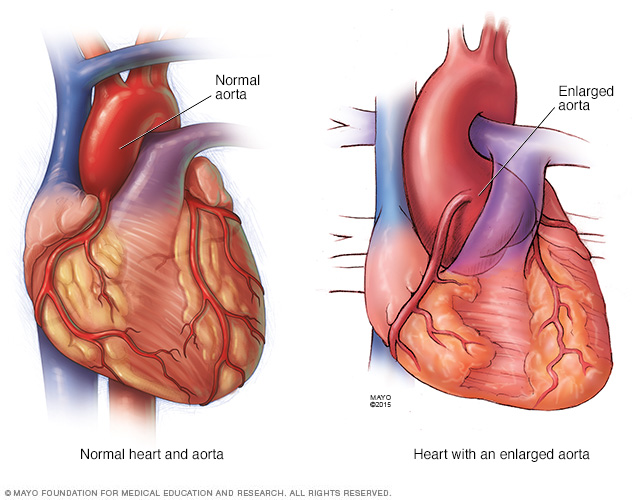 Normal
aorta
Enlarged
aorta
MAYO
©2015
Normal heart and aorta
Heart with an enlarged aorta
© MAYO FOUNDATION FOR MEDICAL EDUCATION AND RESEARCH. ALL RIGHTS RESERVED.